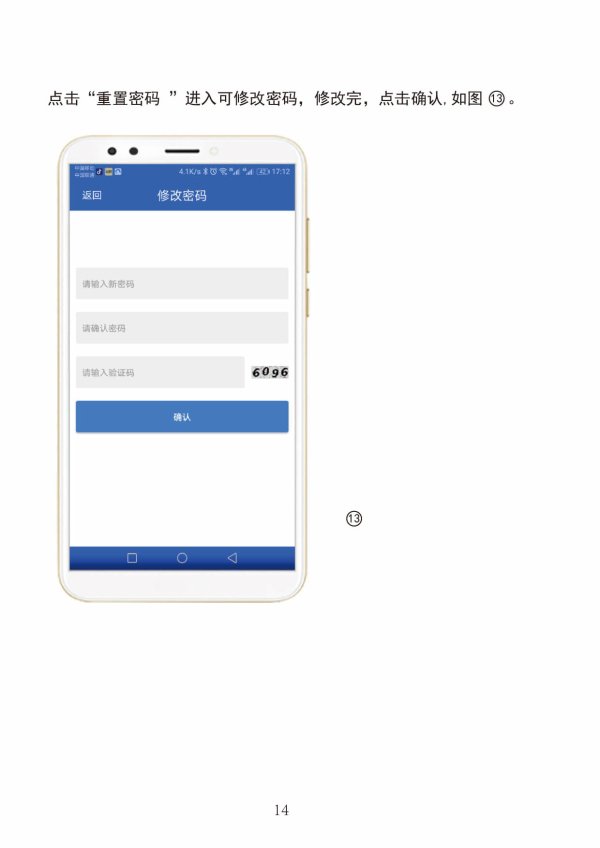 点击“重置密码 ”进入可修改密码，修改完，点击确认, 如图 ⑬ 。
中国移动
中国联通
4.1K/s 17:12
返回 修改密码
请输入新密码
请确认密码
请输入验证码 6096
确认
⑬
14